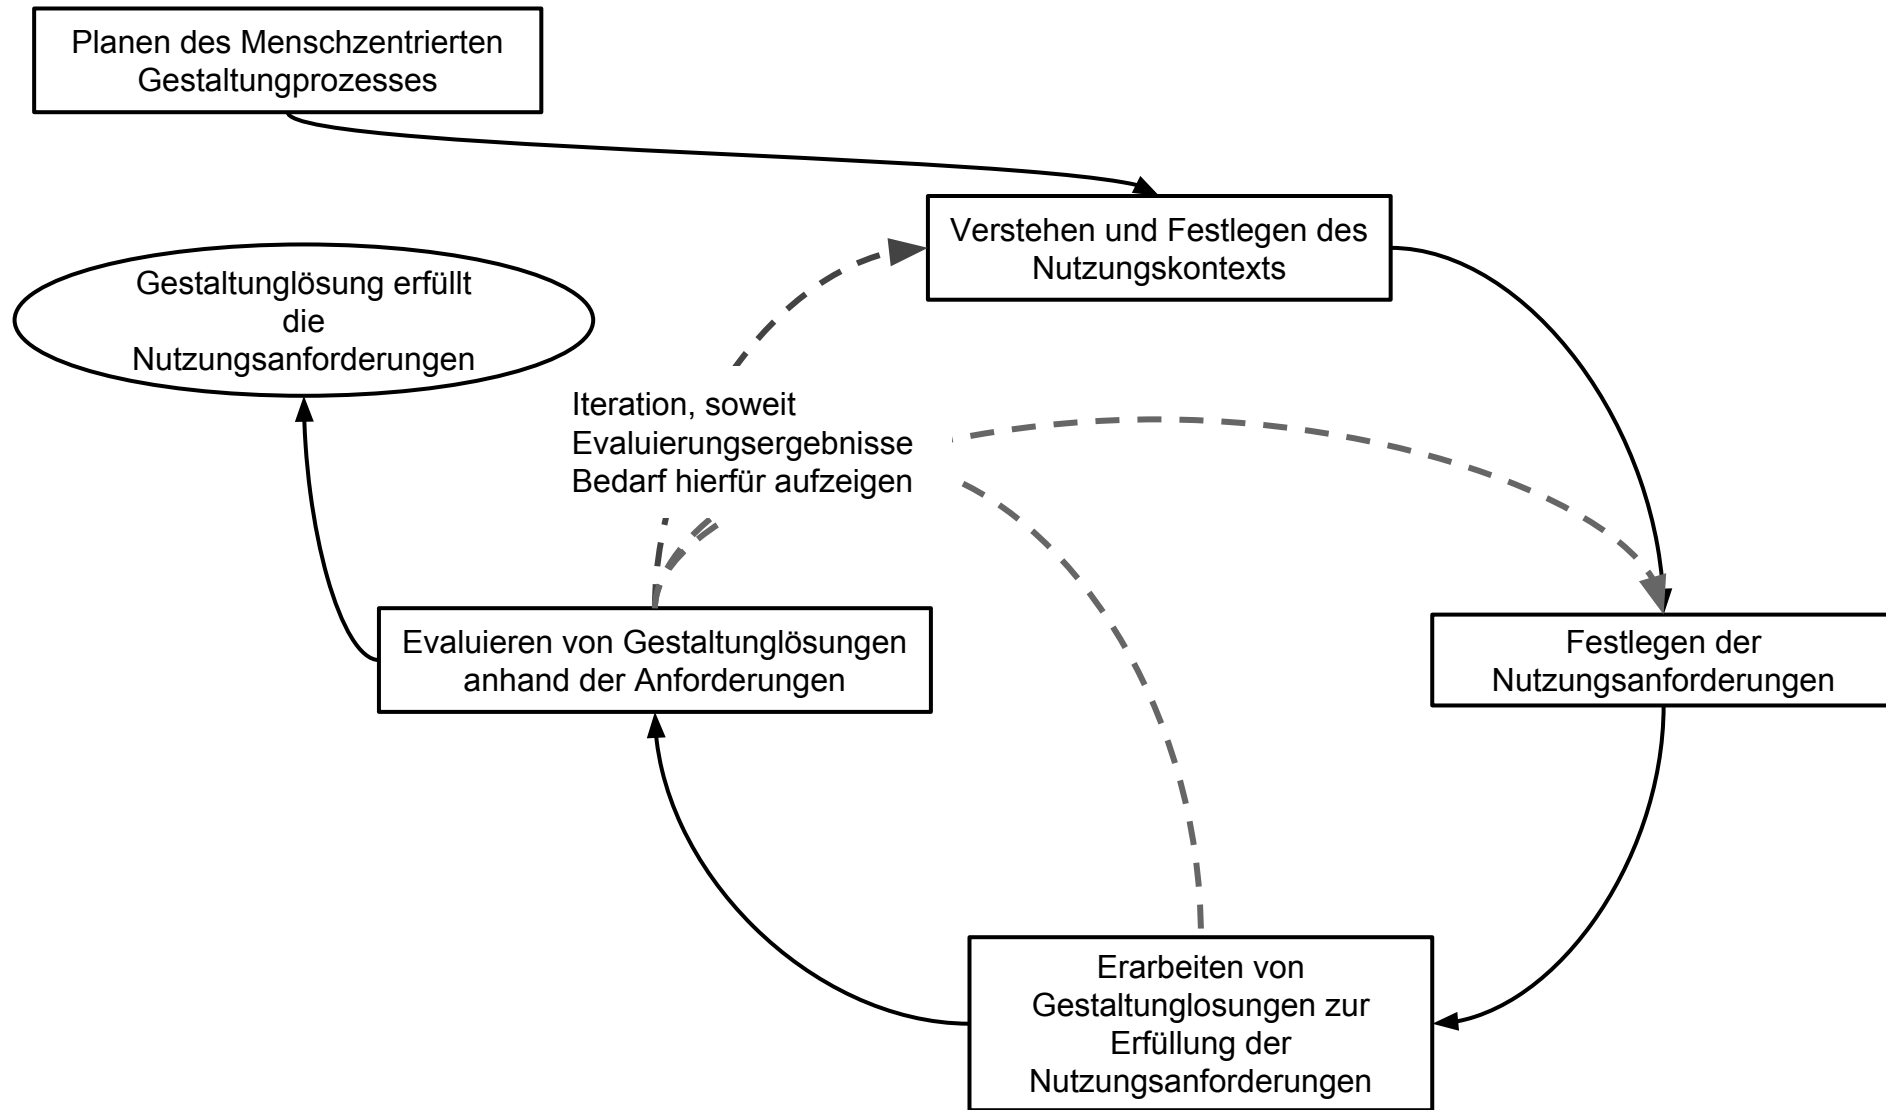 Planen des Menschzentrierten
Gestaltungprozesses
Verstehen und Festlegen des
Nutzungskontexts
Gestaltunglösung erfüllt
die
Nutzungsanforderungen
Iteration, soweit
Evaluierungsergebnisse
Bedarf hierfür aufzeigen
Evaluieren von Gestaltunglösungen
anhand der Anforderungen
Festlegen der
Nutzungsanforderungen
Erarbeiten von
Gestaltunglosungen zur
Erfüllung der
Nutzungsanforderungen